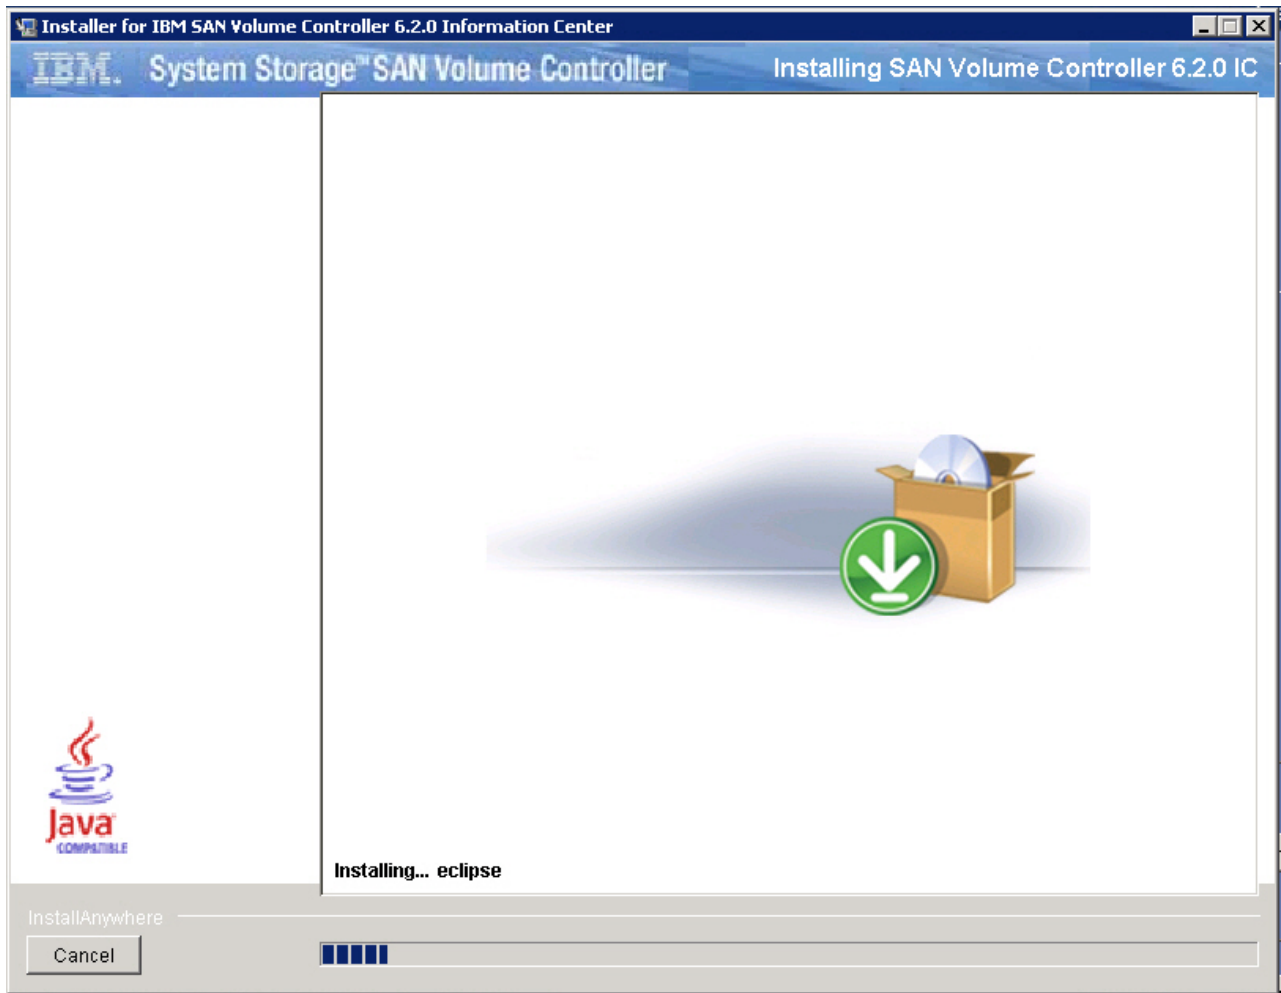 Installer for IBM SAN Volume Controller 6.2.0 Information Center
IBM. System Storage™ SAN Volume Controller Installing SAN Volume Controller 6.2.0 IC
Java
COMPATIBLE
Installing... eclipse
InstallAnywhere
Cancel